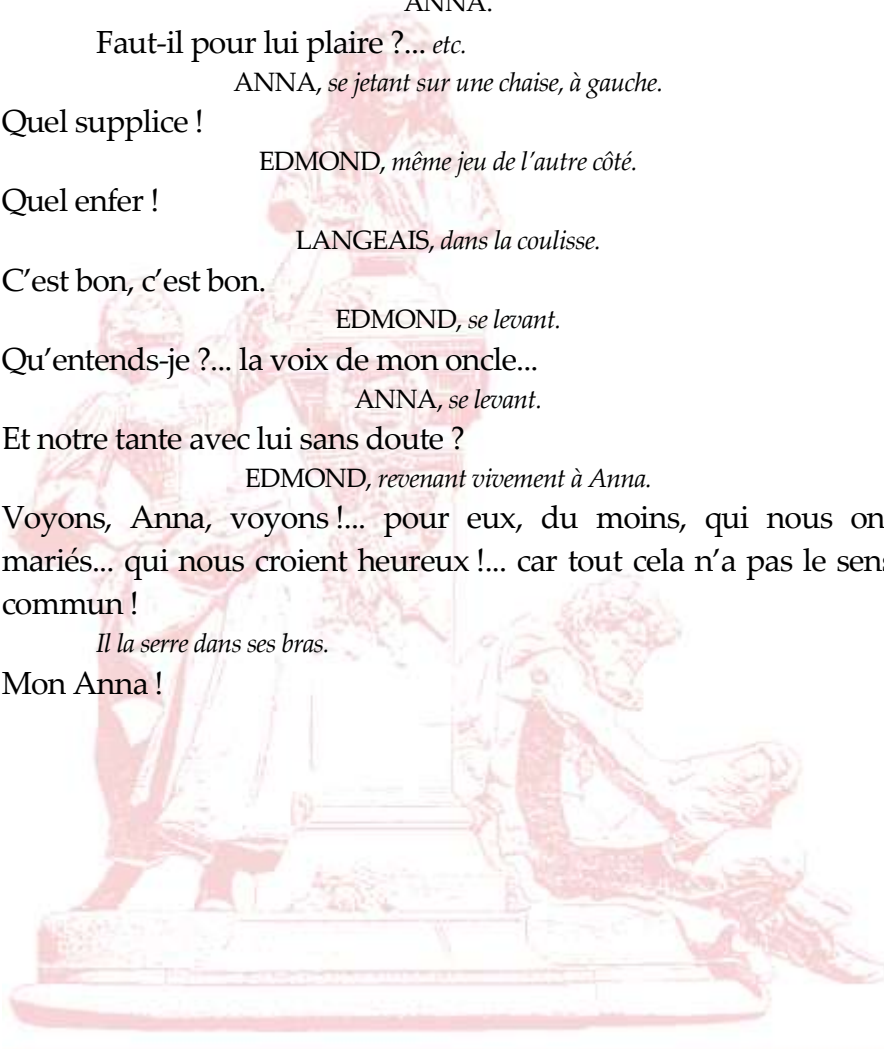 ANNA.
Faut-il pour lui plaire ?... etc.
ANNA, se jetant sur une chaise, à gauche.
Quel supplice !
EDMOND, même jeu de l’autre côté.
Quel enfer !
LANGEAIS, dans la coulisse.
C’est bon, c’est bon.
EDMOND, se levant.
Qu’entends-je ?... la voix de mon oncle...
ANNA, se levant.
Et notre tante avec lui sans doute ?
EDMOND, revenant vivement à Anna.
Voyons, Anna, voyons !... pour eux, du moins, qui nous on
mariés... qui nous croient heureux !... car tout cela n’a pas le sens
commun !
Il la serre dans ses bras.
Mon Anna !